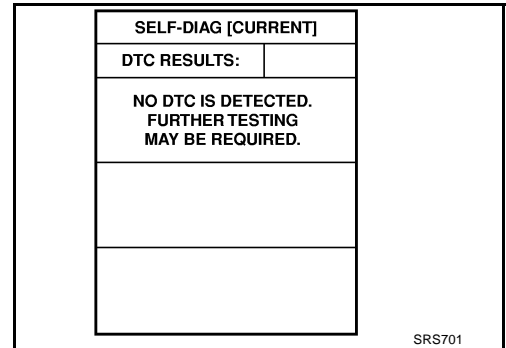 SELF-DIAG [CURRENT]
DTC RESULTS:
NO DTC IS DETECTED.
FURTHER TESTING
MAY BE REQUIRED.
SRS701